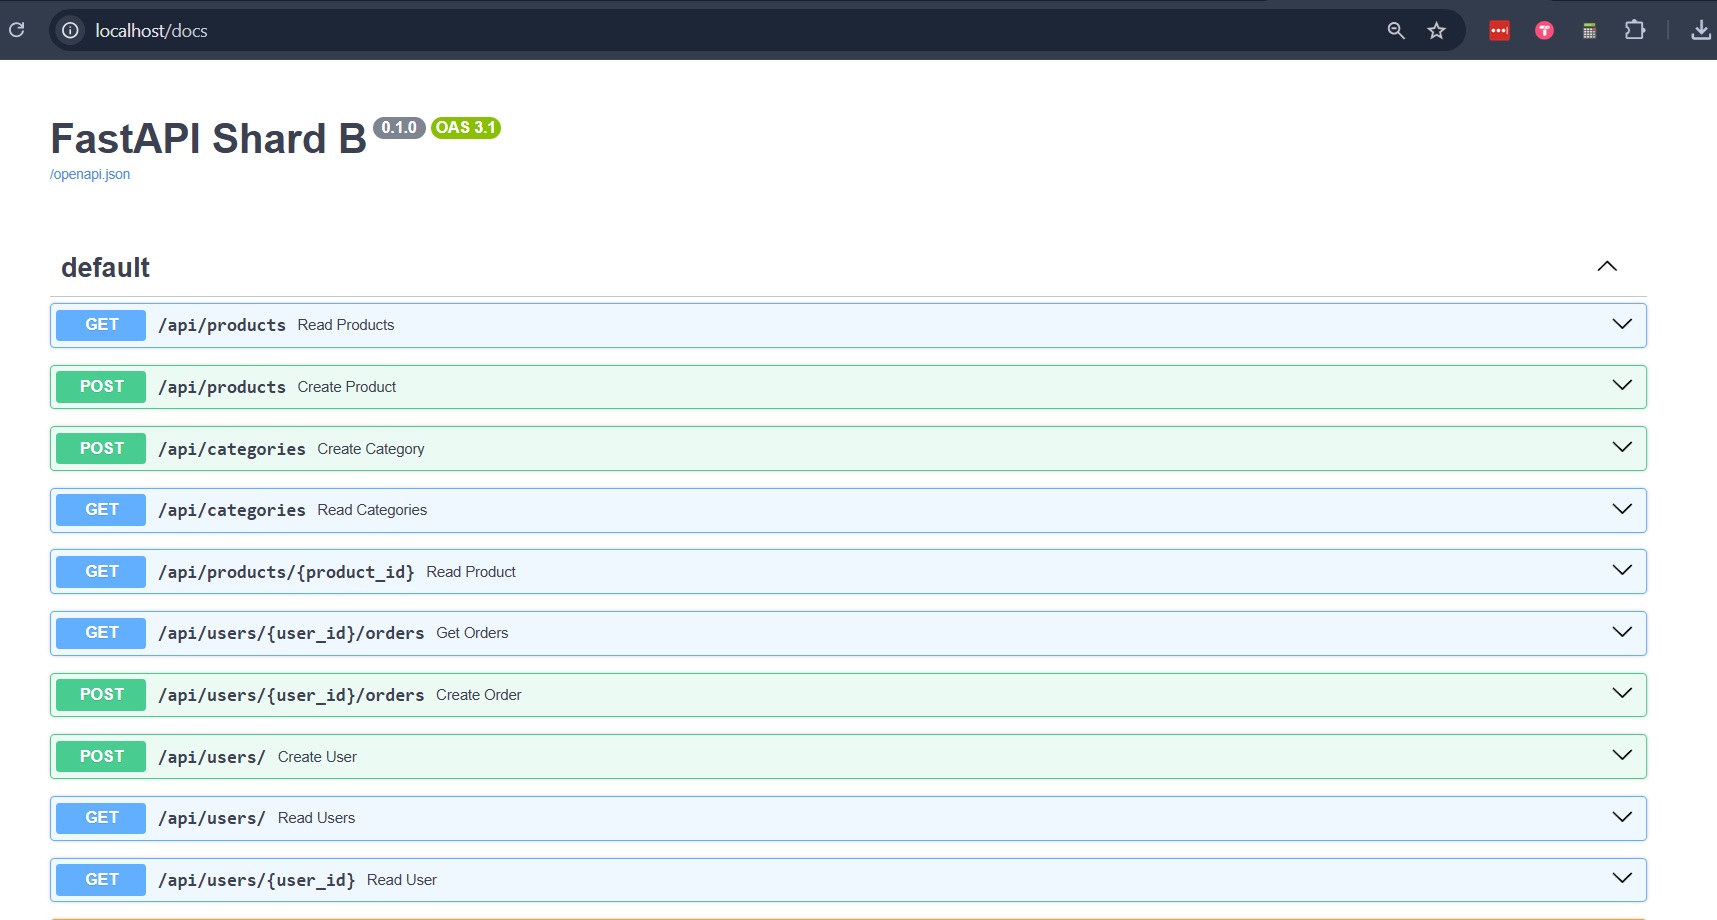 localhost/docs
FastAPI Shard B 0.1.0 OAS 3.1
/openapi.json
default
GET /api/products Read Products
POST /api/products Create Product
POST /api/categories Create Category
GET /api/categories Read Categories
GET /api/products/{product_id} Read Product
GET /api/users/{user_id}/orders Get Orders
POST /api/users/{user_id}/orders Create Order
POST /api/users/ Create User
GET /api/users/ Read Users
GET /api/users/{user_id} Read User